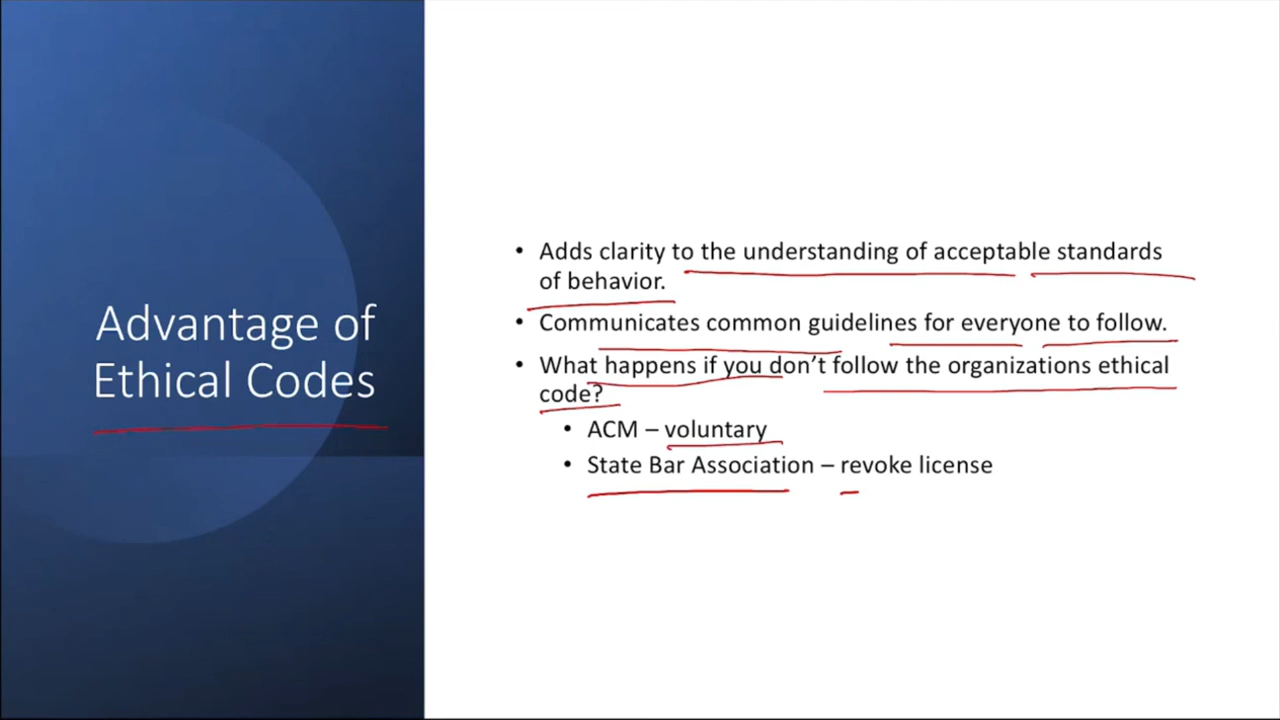 Advantage of
Ethical Codes
• Adds clarity to the understanding of acceptable standards
of behavior.
• Communicates common guidelines for everyone to follow.
• What happens if you don't follow the organizations ethical
code?
• ACM – voluntary
• State Bar Association – revoke license